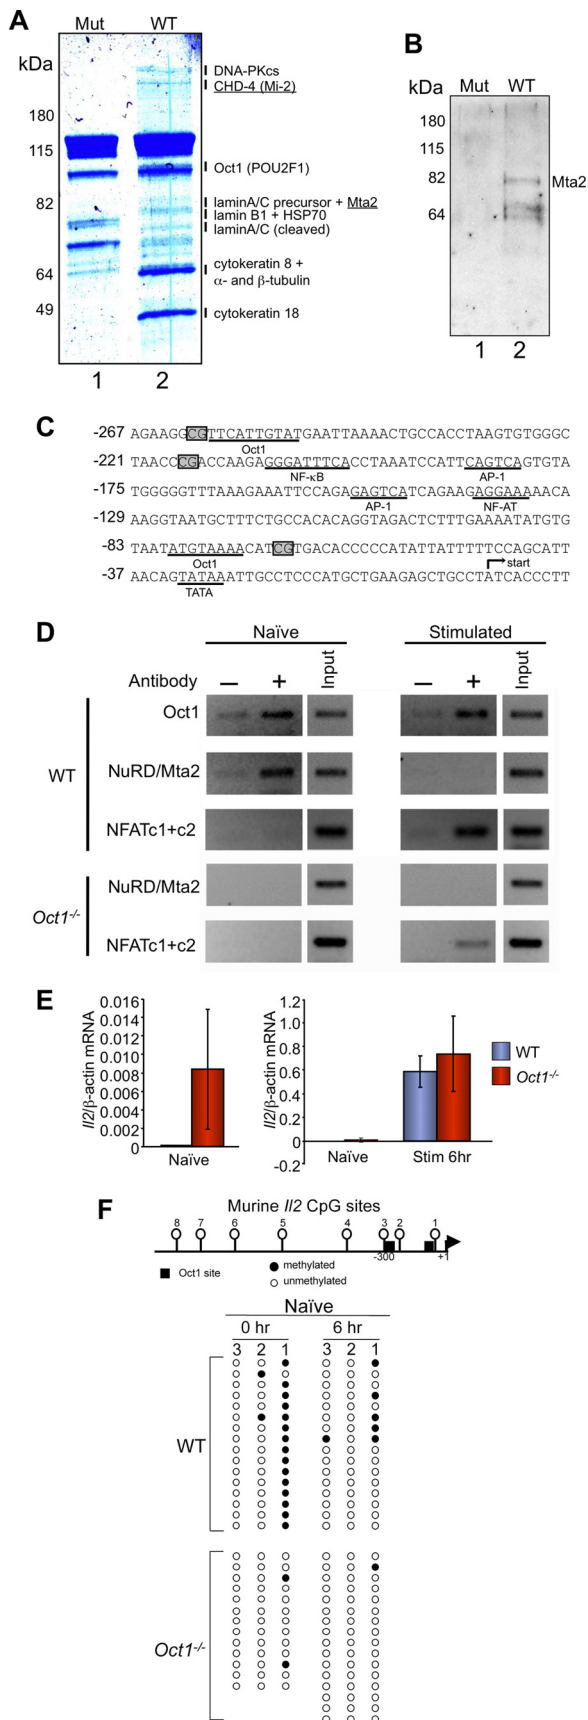 A
Mut WT
kDa
180
115
82
64
49
DNA-PKcs
CHD-4 (Mi-2)
Oct1 (POU2F1)
laminA/C precursor + Mta2
lamin B1 + HSP70
laminA/C (cleaved)
cytokeratin 8 +
α- and β-tubulin
cytokeratin 18
1 2
B
kDa Mut WT
180
115
82
64
Mta2
1 2
C
-267 AGAAGGCGTTCATTGTATGAATTAAAACTGCCACCTAAGTGTGGGC
Oct1
-221 TAACCCGACCAAGAGGGATTTCACCTAAATCCATTCAGTCAGTGTA
NF-κB AP-1
-175 TGGGGGTTTAAAGAAATTCCAGAGAGTCATCAGAAGAGGAAAAACA
AP-1 NF-AT
-129 AAGGTAATGCTTTCTGCCACACAGGTAGACTCTTTGAAAATATGTG
-83 TAATATGTAAAACATCGTGACACCCCCATATTATTTTTCCAGCATT
Oct1 start
-37 AACAGTATAAATTGCCTCCCATGCTGAAGAGCTGCCTATCACCCTT
TATA
D
Naïve Stimulated
Antibody — + Input — + Input
WT
Oct1
NuRD/Mta2
NFATc1+c2
Oct1-/-
NuRD/Mta2
NFATc1+c2
E
Il2/β-actin mRNA
0.016
0.014
0.012
0.0010
0.008
0.006
0.004
0.002
0
Naïve
Il2/β-actin mRNA
1.2
1.0
0.8
0.6
0.4
0.2
0
-0.2
Naïve Stim 6hr
WT
Oct1-/-
F
Murine Il2 CpG sites
8 7 6 5 4 3 2 1
-300 +1
Oct1 site
methylated
unmethylated
Naïve
0 hr 6 hr
3 2 1 3 2 1
WT
Oct1-/-